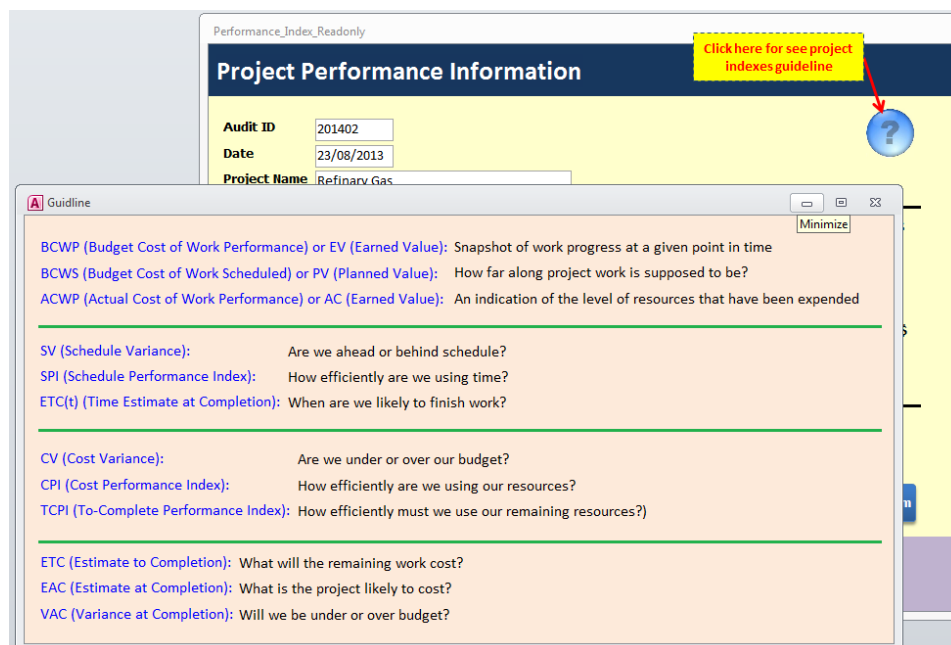 Performance_Index_Readonly
Click here for see project
indexes guideline
Project Performance Information
?
Audit ID 201402
Date 23/08/2013
Project Name Refinary Gas
A Guidline
Minimize
BCWP (Budget Cost of Work Performance) or EV (Earned Value): Snapshot of work progress at a given point in time
BCWS (Budget Cost of Work Scheduled) or PV (Planned Value): How far along project work is supposed to be?
ACWP (Actual Cost of Work Performance) or AC (Earned Value): An indication of the level of resources that have been expended
SV (Schedule Variance): Are we ahead or behind schedule?
SPI (Schedule Performance Index): How efficiently are we using time?
ETC(t) (Time Estimate at Completion): When are we likely to finish work?
CV (Cost Variance): Are we under or over our budget?
CPI (Cost Performance Index): How efficiently are we using our resources?
TCPI (To-Complete Performance Index): How efficiently must we use our remaining resources?)
ETC (Estimate to Completion): What will the remaining work cost?
EAC (Estimate at Completion): What is the project likely to cost?
VAC (Variance at Completion): Will we be under or over budget?